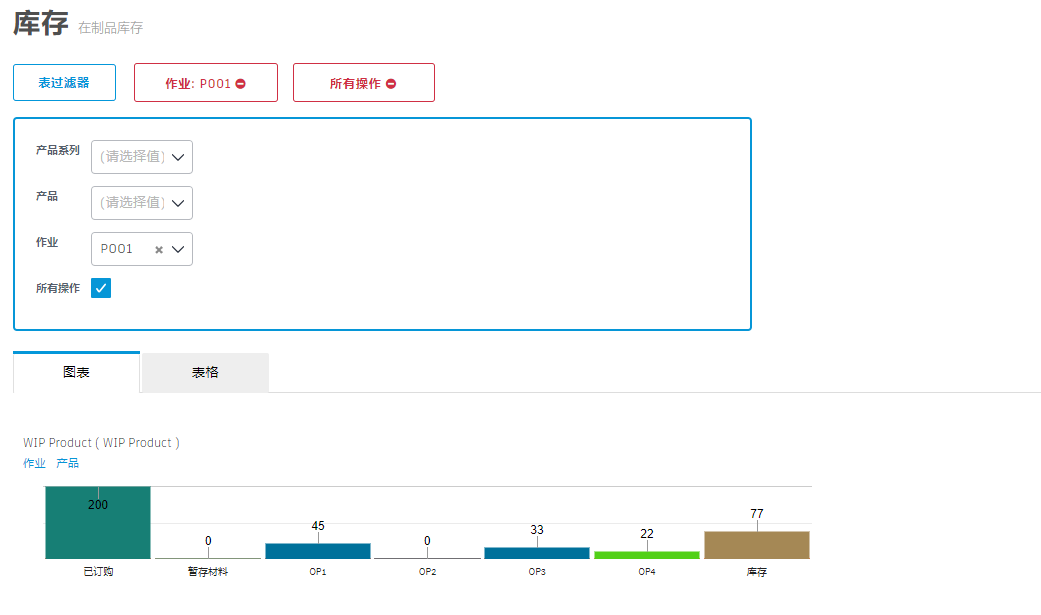 库存 在制品库存
表过滤器 作业: P001 所有操作
产品系列 (请选择值)
产品 (请选择值)
作业 P001
所有操作
图表 表格
WIP Product ( WIP Product )
作业 产品
200 0 45 0 33 22 77
已订购 暂存材料 OP1 OP2 OP3 OP4 库存